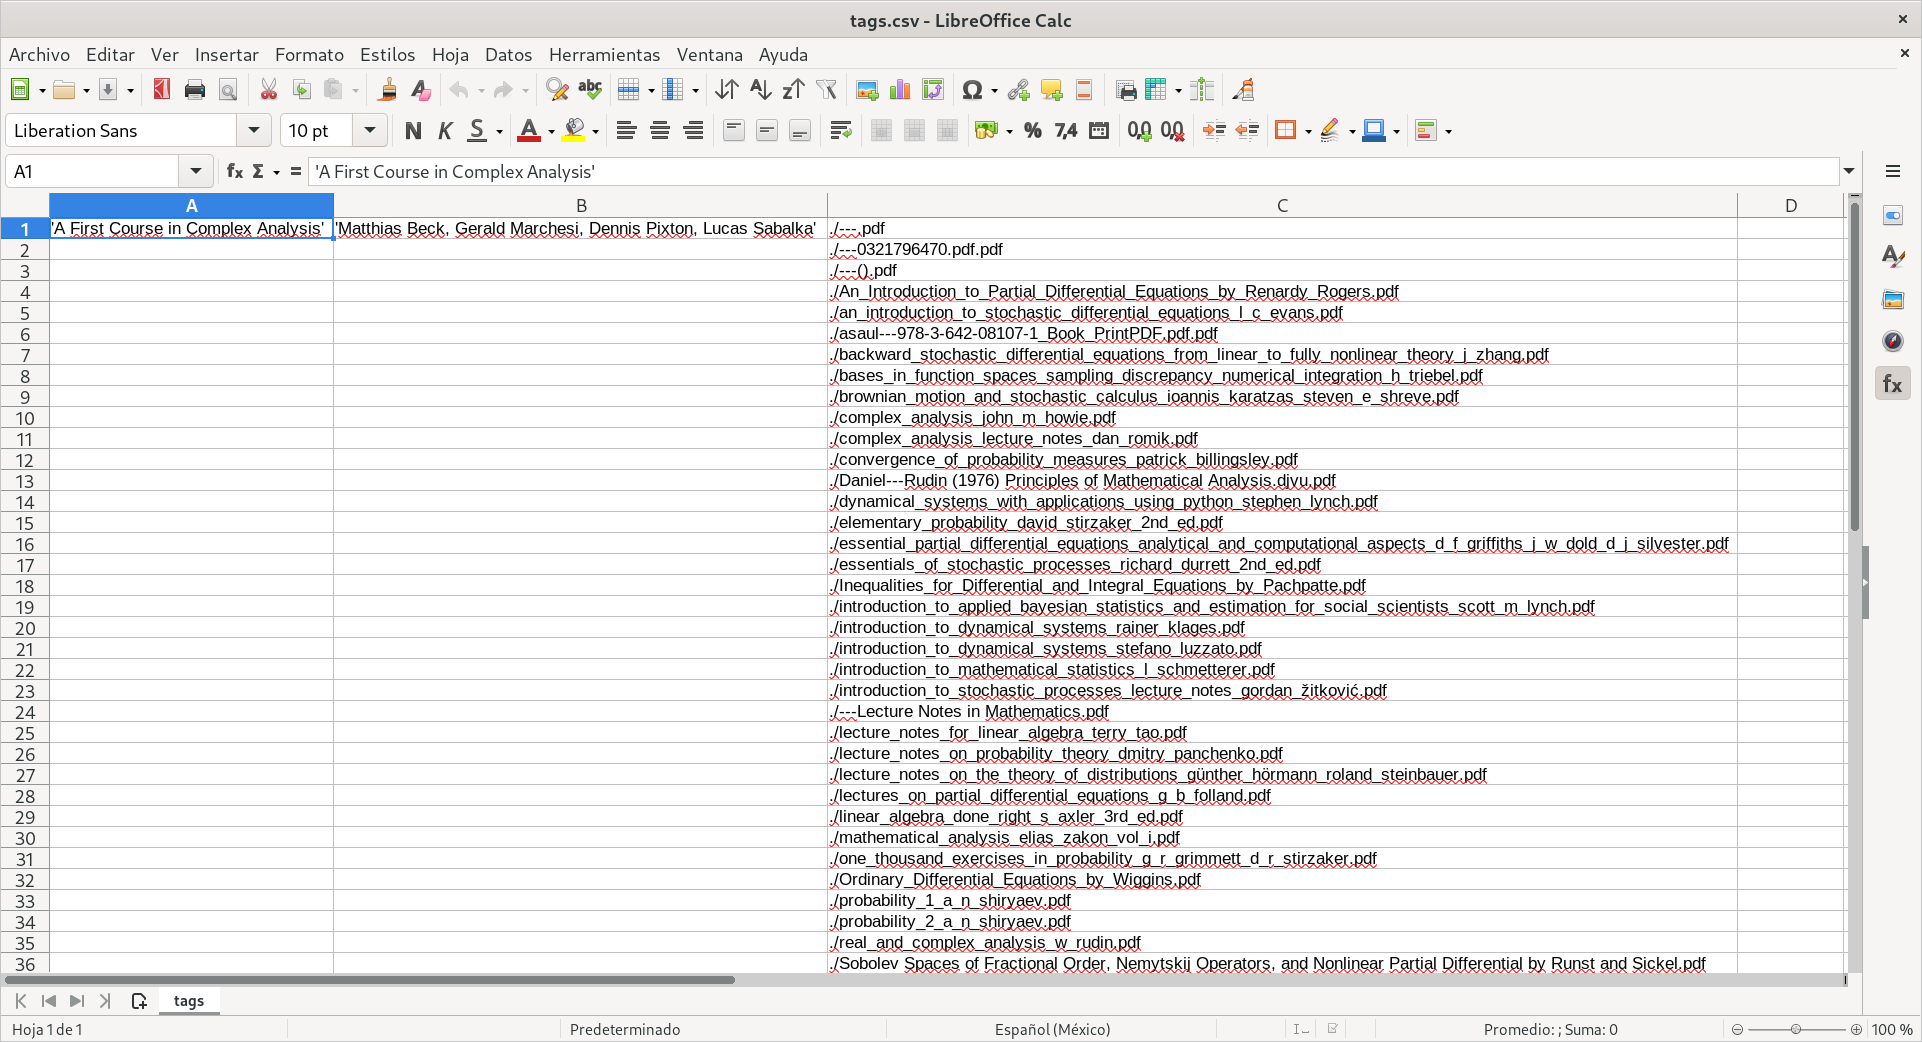 tags.csv - LibreOffice Calc
Archivo Editar Ver Insertar Formato Estilos Hoja Datos Herramientas Ventana Ayuda
Liberation Sans 10 pt N K S A % 7,4 0,0 0,0
A1 fx Σ = 'A First Course in Complex Analysis'
A B C D
1 'A First Course in Complex Analysis' 'Matthias Beck, Gerald Marchesi, Dennis Pixton, Lucas Sabalka' ./---.pdf
2 ./---0321796470.pdf.pdf
3 ./---().pdf
4 ./An_Introduction_to_Partial_Differential_Equations_by_Renardy_Rogers.pdf
5 ./an_introduction_to_stochastic_differential_equations_l_c_evans.pdf
6 ./asaul---978-3-642-08107-1_Book_PrintPDF.pdf.pdf
7 ./backward_stochastic_differential_equations_from_linear_to_fully_nonlinear_theory_j_zhang.pdf
8 ./bases_in_function_spaces_sampling_discrepancy_numerical_integration_h_triebel.pdf
9 ./brownian_motion_and_stochastic_calculus_ioannis_karatzas_steven_e_shreve.pdf
10 ./complex_analysis_john_m_howie.pdf
11 ./complex_analysis_lecture_notes_dan_romik.pdf
12 ./convergence_of_probability_measures_patrick_billingsley.pdf
13 ./Daniel---Rudin (1976) Principles of Mathematical Analysis.djvu.pdf
14 ./dynamical_systems_with_applications_using_python_stephen_lynch.pdf
15 ./elementary_probability_david_stirzaker_2nd_ed.pdf
16 ./essential_partial_differential_equations_analytical_and_computational_aspects_d_f_griffiths_j_w_dold_d_j_silvester.pdf
17 ./essentials_of_stochastic_processes_richard_durrett_2nd_ed.pdf
18 ./Inequalities_for_Differential_and_Integral_Equations_by_Pachpatte.pdf
19 ./introduction_to_applied_bayesian_statistics_and_estimation_for_social_scientists_scott_m_lynch.pdf
20 ./introduction_to_dynamical_systems_rainer_klages.pdf
21 ./introduction_to_dynamical_systems_stefano_luzzato.pdf
22 ./introduction_to_mathematical_statistics_l_schmetterer.pdf
23 ./introduction_to_stochastic_processes_lecture_notes_gordan_žitković.pdf
24 ./---Lecture Notes in Mathematics.pdf
25 ./lecture_notes_for_linear_algebra_terry_tao.pdf
26 ./lecture_notes_on_probability_theory_dmitry_panchenko.pdf
27 ./lecture_notes_on_the_theory_of_distributions_günther_hörmann_roland_steinbauer.pdf
28 ./lectures_on_partial_differential_equations_g_b_folland.pdf
29 ./linear_algebra_done_right_s_axler_3rd_ed.pdf
30 ./mathematical_analysis_elias_zakon_vol_i.pdf
31 ./one_thousand_exercises_in_probability_g_r_grimmett_d_r_stirzaker.pdf
32 ./Ordinary_Differential_Equations_by_Wiggins.pdf
33 ./probability_1_a_n_shiryaev.pdf
34 ./probability_2_a_n_shiryaev.pdf
35 ./real_and_complex_analysis_w_rudin.pdf
36 ./Sobolev Spaces of Fractional Order, Nemytskij Operators, and Nonlinear Partial Differential by Runst and Sickel.pdf
tags
Hoja 1 de 1 Predeterminado Español (México) Promedio: ; Suma: 0 100 %